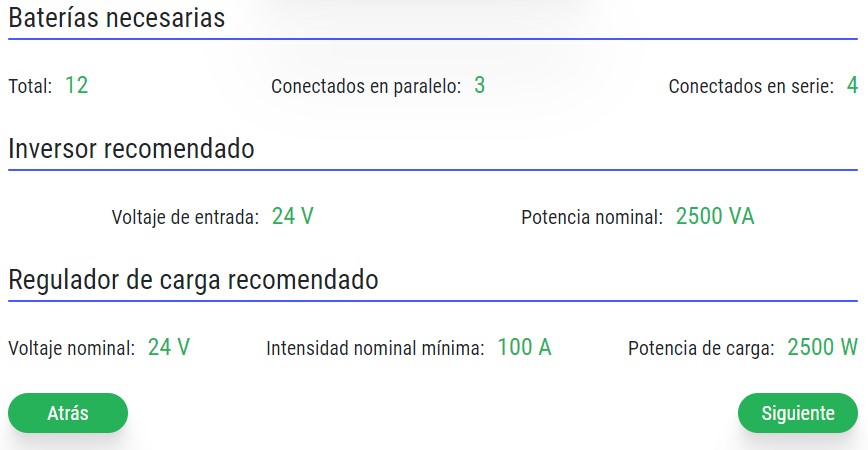 Baterías necesarias
Total: 12 Conectados en paralelo: 3 Conectados en serie: 4
Inversor recomendado
Voltaje de entrada: 24 V Potencia nominal: 2500 VA
Regulador de carga recomendado
Voltaje nominal: 24 V Intensidad nominal mínima: 100 A Potencia de carga: 2500 W
Atrás Siguiente